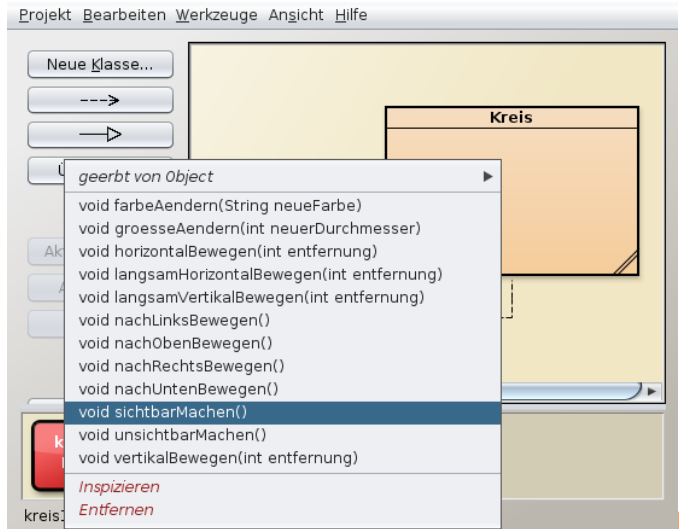 Projekt Bearbeiten Werkzeuge Ansicht Hilfe
Neue Klasse...
Kreis
geerbt von Object
void farbeAendern(String neueFarbe)
void groesseAendern(int neuerDurchmesser)
void horizontalBewegen(int entfernung)
void langsamHorizontalBewegen(int entfernung)
void langsamVertikalBewegen(int entfernung)
void nachLinksBewegen()
void nachObenBewegen()
void nachRechtsBewegen()
void nachUntenBewegen()
void sichtbarMachen()
void unsichtbarMachen()
void vertikalBewegen(int entfernung)
Inspizieren
Entfernen